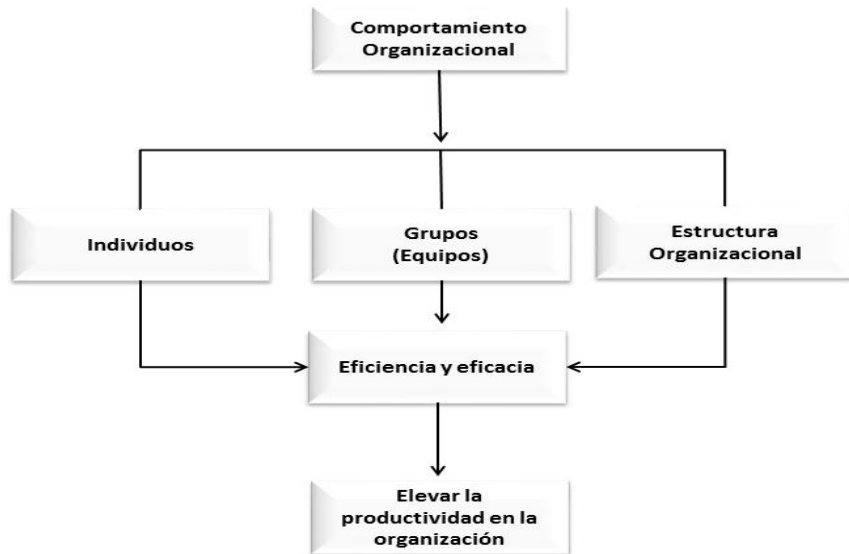 Comportamiento
Organizacional
Individuos
Grupos
(Equipos)
Estructura
Organizacional
Eficiencia y eficacia
Elevar la
productividad en la
organización